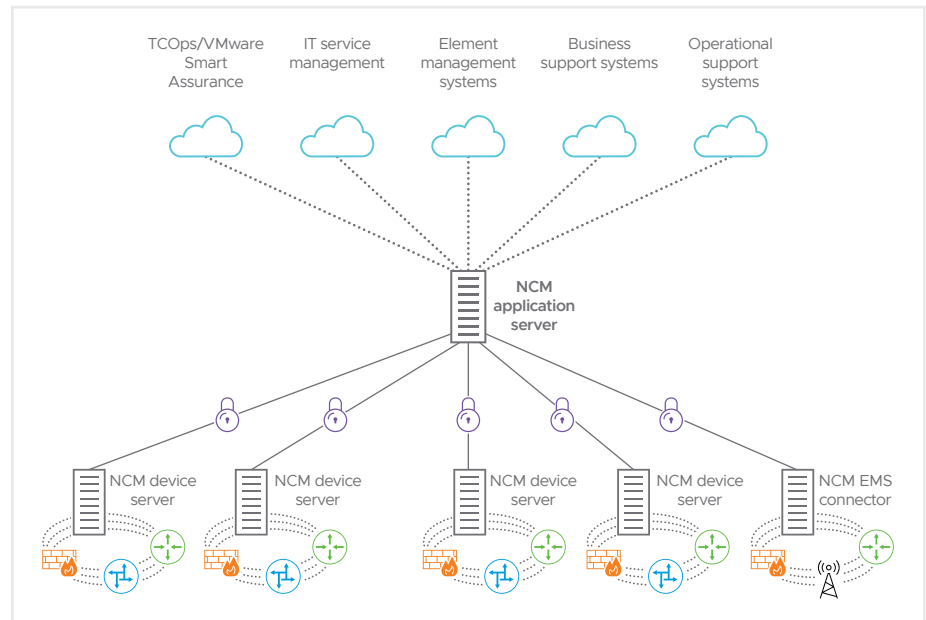 TCOps/VMware
Smart
Assurance
IT service
management
Element
management
systems
Business
support systems
Operational
support
systems
NCM
application
server
NCM device
server
NCM device
server
NCM device
server
NCM device
server
NCM EMS
connector